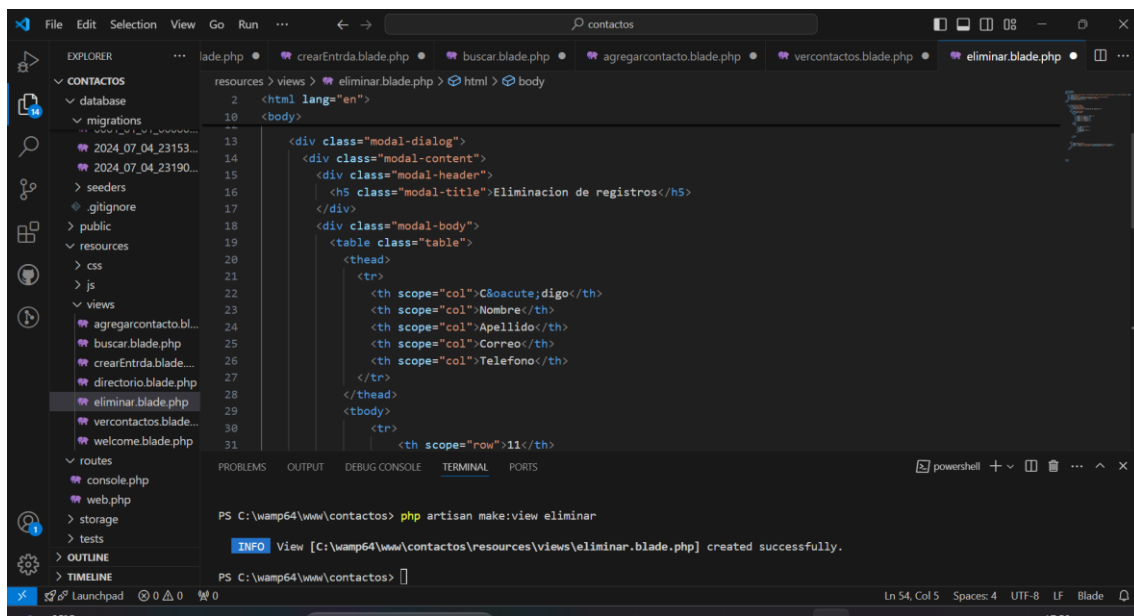 File Edit Selection View Go Run ··· contactos
EXPLORER ···
lade.php crearEntrda.blade.php buscar.blade.php agregarcontacto.blade.php vercontactos.blade.php eliminar.blade.php ···
CONTACTOS
database
migrations
2024_07_04_23153...
2024_07_04_23190...
seeders
.gitignore
public
resources
css
js
views
agregarcontacto.bl...
buscar.blade.php
crearEntrda.blade....
directorio.blade.php
eliminar.blade.php
vercontactos.blade...
welcome.blade.php
routes
console.php
web.php
storage
tests
OUTLINE
TIMELINE
14
1
resources > views > eliminar.blade.php > html > body
2 <html lang="en">
10 <body>
13 <div class="modal-dialog">
14 <div class="modal-content">
15 <div class="modal-header">
16 <h5 class="modal-title">Eliminacion de registros</h5>
17 </div>
18 <div class="modal-body">
19 <table class="table">
20 <thead>
21 <tr>
22 <th scope="col">C&oacute;digo</th>
23 <th scope="col">Nombre</th>
24 <th scope="col">Apellido</th>
25 <th scope="col">Correo</th>
26 <th scope="col">Telefono</th>
27 </tr>
28 </thead>
29 <tbody>
30 <tr>
31 <th scope="row">11</th>
PROBLEMS OUTPUT DEBUG CONSOLE TERMINAL PORTS powershell ···
PS C:\wamp64\www\contactos> php artisan make:view eliminar
INFO View [C:\wamp64\www\contactos\resources\views\eliminar.blade.php] created successfully.
PS C:\wamp64\www\contactos>
Launchpad 0 0 0 Ln 54, Col 5 Spaces: 4 UTF-8 LF Blade